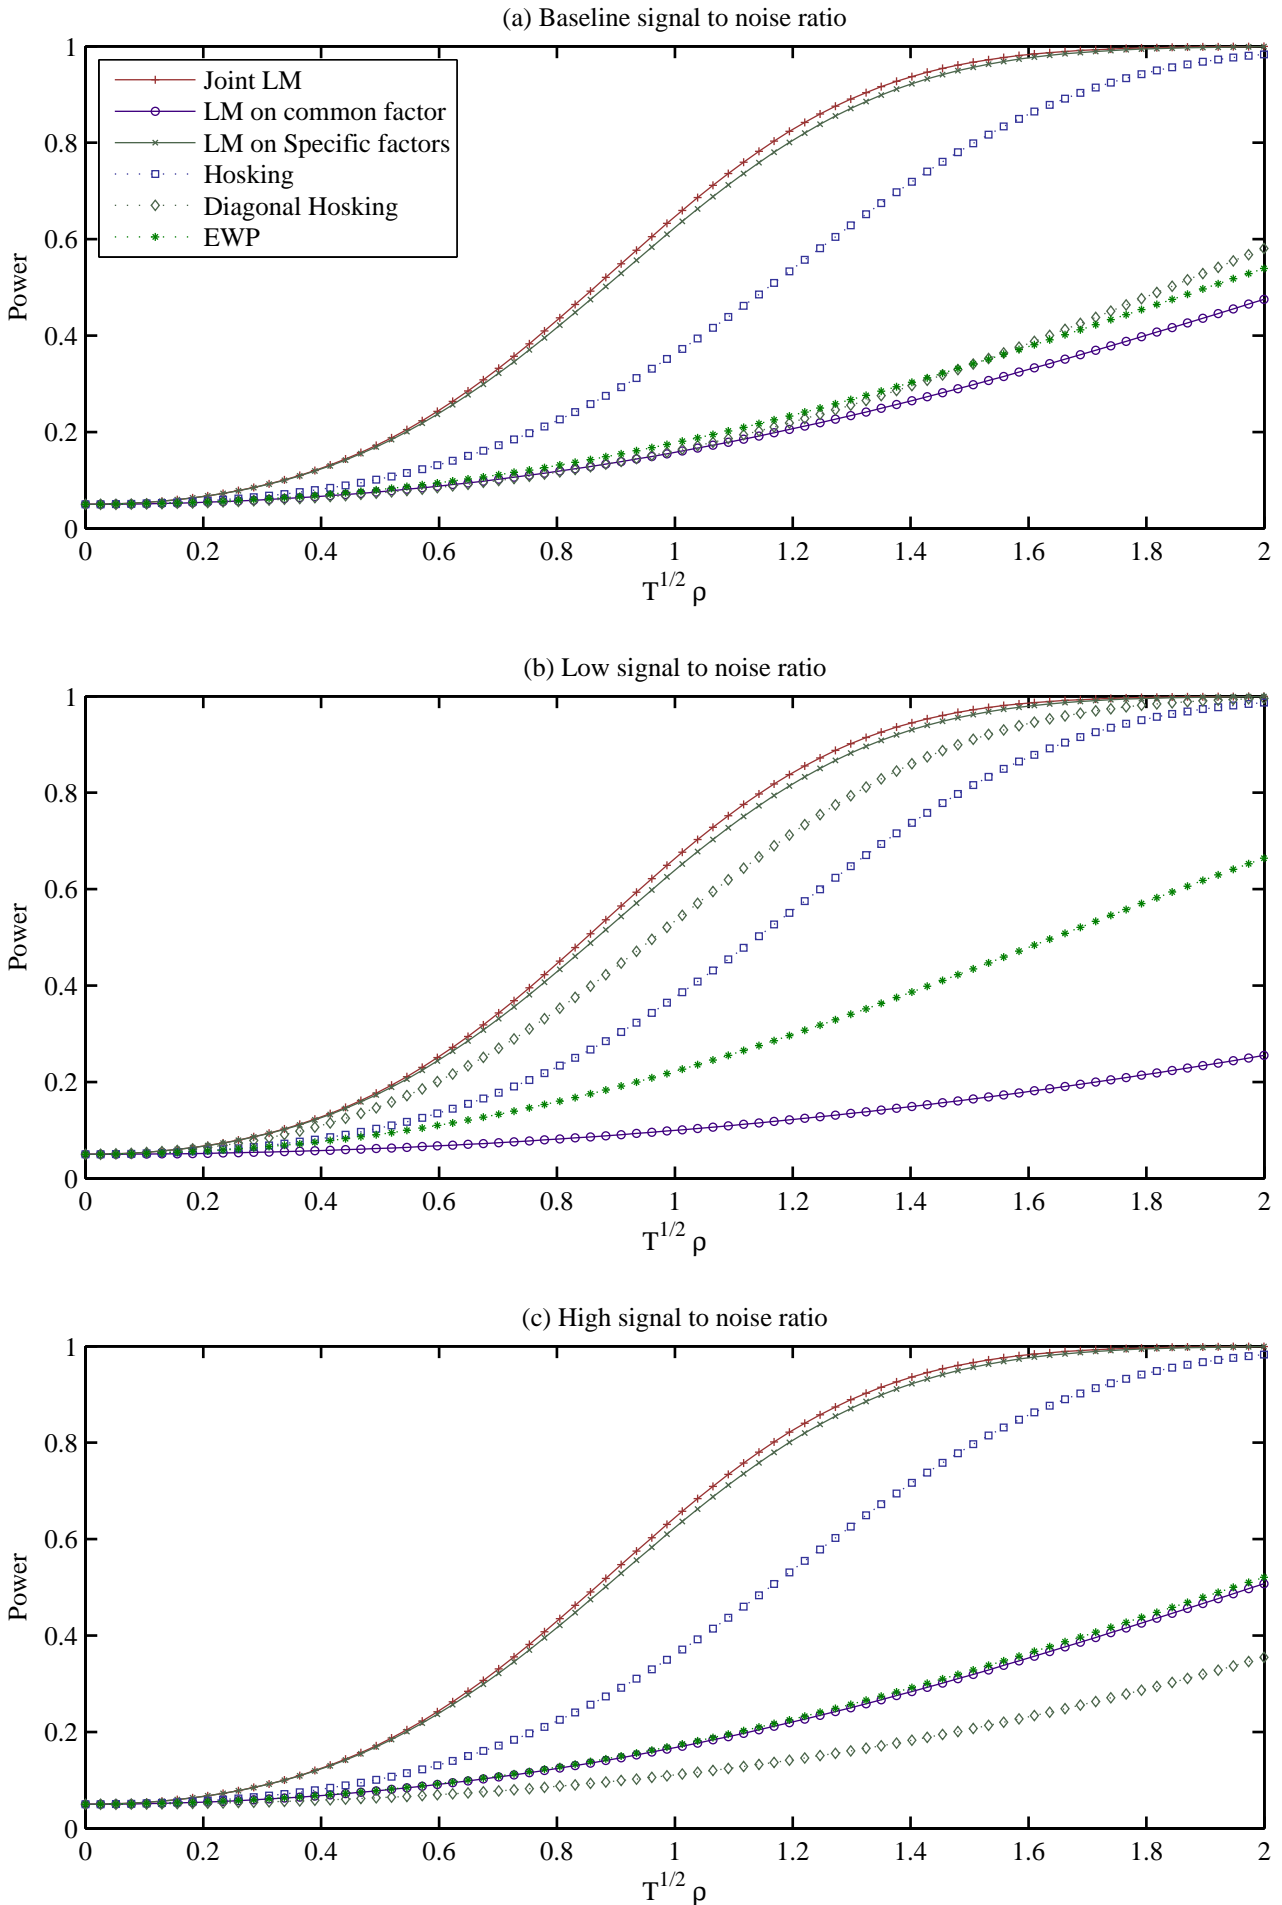 (a) Baseline signal to noise ratio
1
0.8
0.6
0.4
0.2
0
Power
Joint LM
LM on common factor
LM on Specific factors
Hosking
Diagonal Hosking
EWP
0 0.2 0.4 0.6 0.8 1 1.2 1.4 1.6 1.8 2
T^{1/2} ρ
(b) Low signal to noise ratio
1
0.8
0.6
0.4
0.2
0
Power
0 0.2 0.4 0.6 0.8 1 1.2 1.4 1.6 1.8 2
T^{1/2} ρ
(c) High signal to noise ratio
1
0.8
0.6
0.4
0.2
0
Power
0 0.2 0.4 0.6 0.8 1 1.2 1.4 1.6 1.8 2
T^{1/2} ρ